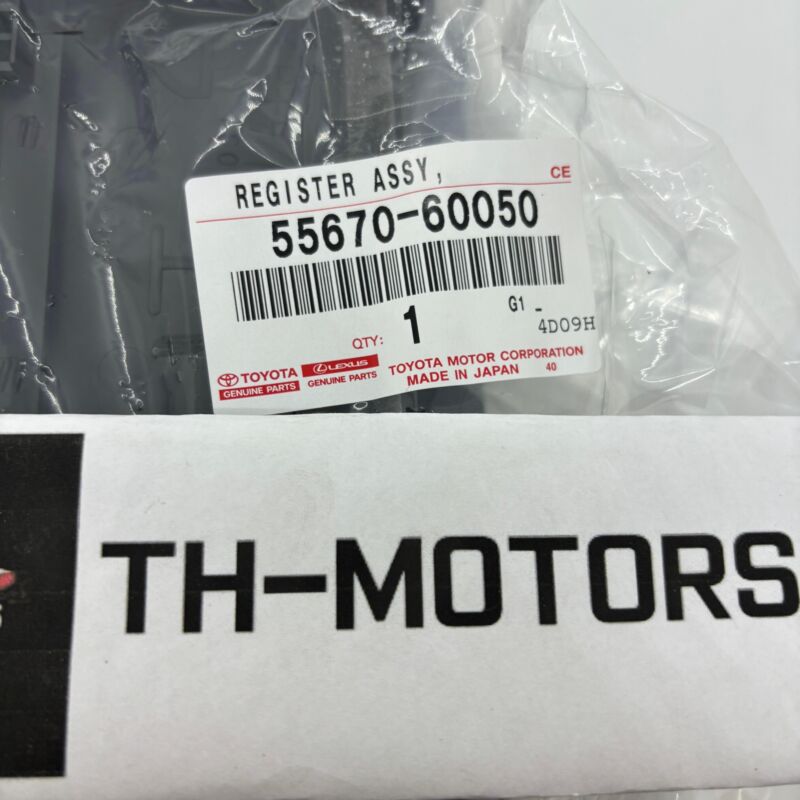 REGISTER ASSY,
CE
55670-60050
G1 _
4D09H
QTY: 1
TOYOTA
GENUINE PARTS
LEXUS
GENUINE PARTS
TOYOTA MOTOR CORPORATION
MADE IN JAPAN 40
TH-MOTORS